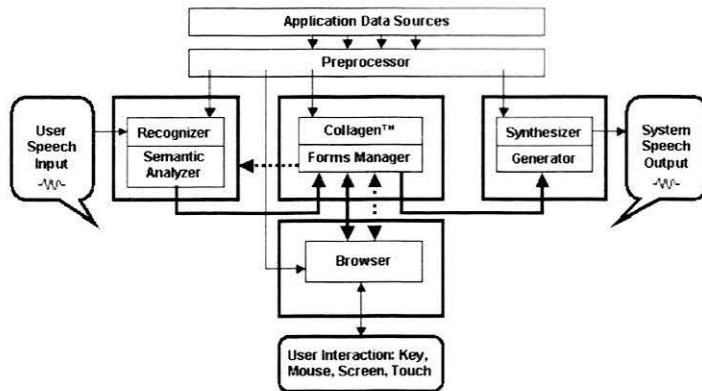 Application Data Sources
Preprocessor
User
Speech
Input
Recognizer
Semantic
Analyzer
Collagen™
Forms Manager
Synthesizer
Generator
System
Speech
Output
Browser
User Interaction: Key,
Mouse, Screen, Touch